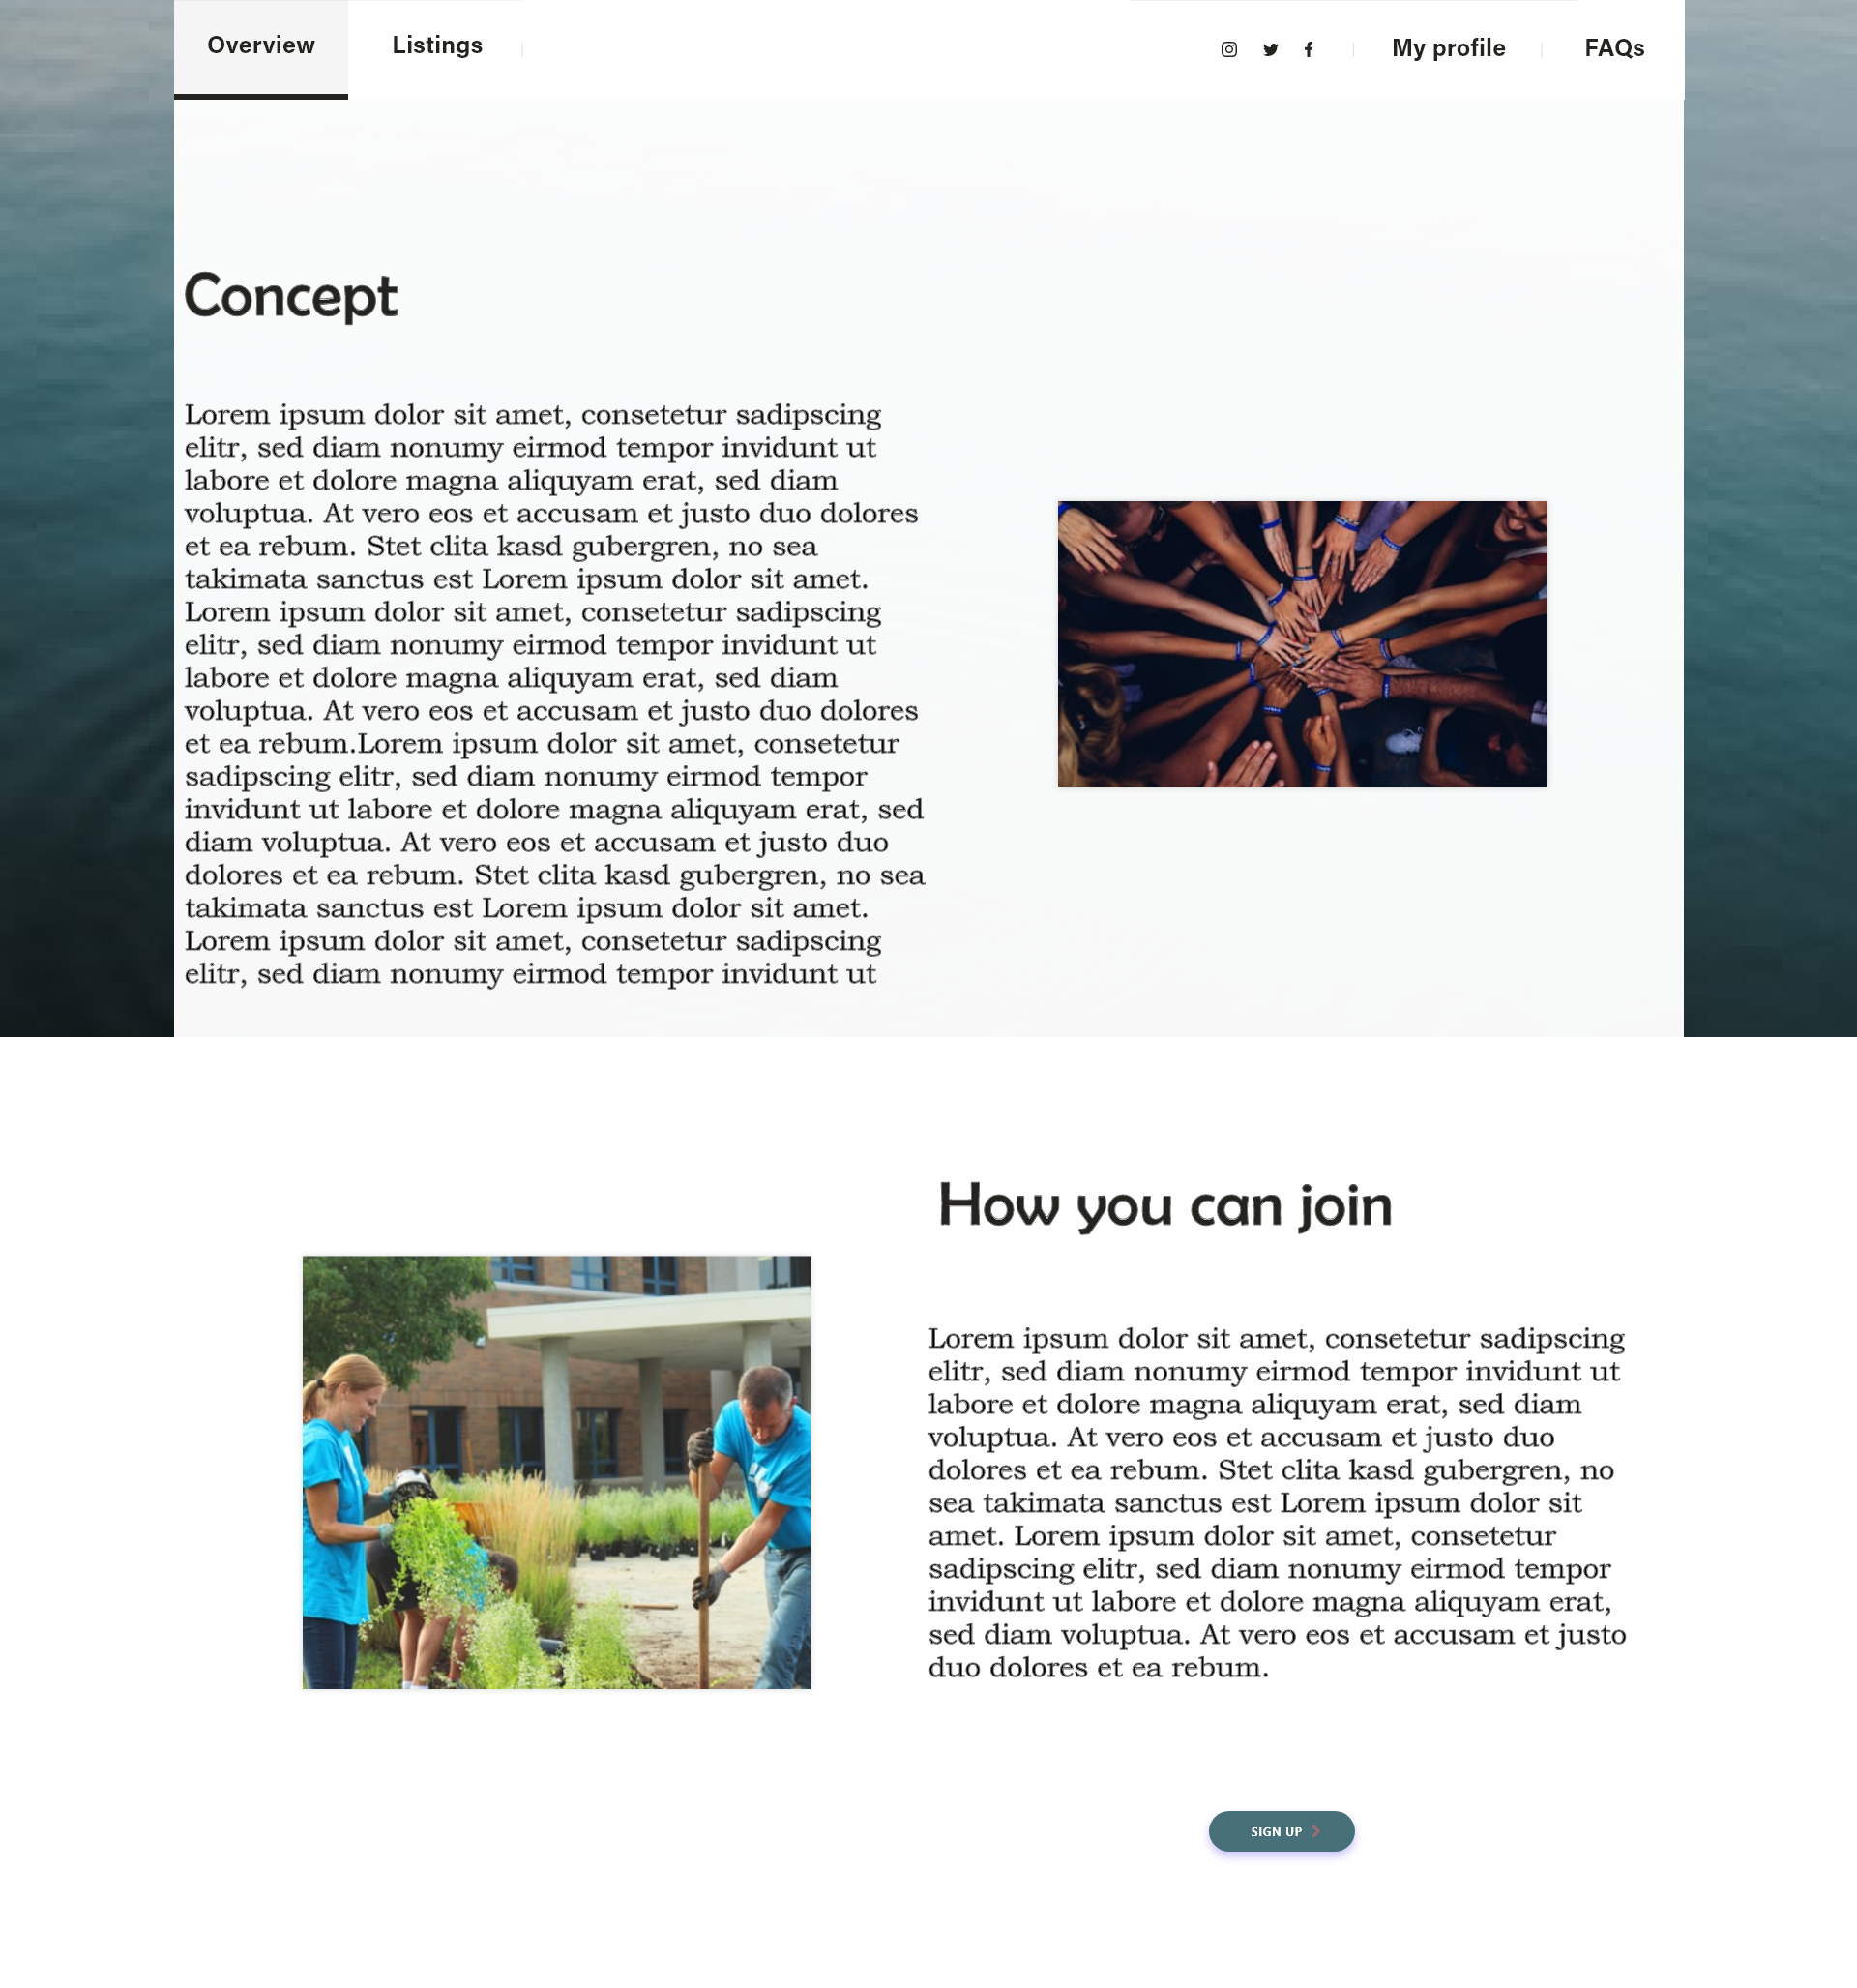 Overview
Listings
My profile
FAQs
Concept
Lorem ipsum dolor sit amet, consetetur sadipscing
elitr, sed diam nonumy eirmod tempor invidunt ut
labore et dolore magna aliquyam erat, sed diam
voluptua. At vero eos et accusam et justo duo dolores
et ea rebum. Stet clita kasd gubergren, no sea
takimata sanctus est Lorem ipsum dolor sit amet.
Lorem ipsum dolor sit amet, consetetur sadipscing
elitr, sed diam nonumy eirmod tempor invidunt ut
labore et dolore magna aliquyam erat, sed diam
voluptua. At vero eos et accusam et justo duo dolores
et ea rebum.Lorem ipsum dolor sit amet, consetetur
sadipscing elitr, sed diam nonumy eirmod tempor
invidunt ut labore et dolore magna aliquyam erat, sed
diam voluptua. At vero eos et accusam et justo duo
dolores et ea rebum. Stet clita kasd gubergren, no sea
takimata sanctus est Lorem ipsum dolor sit amet.
Lorem ipsum dolor sit amet, consetetur sadipscing
elitr, sed diam nonumy eirmod tempor invidunt ut
How you can join
Lorem ipsum dolor sit amet, consetetur sadipscing
elitr, sed diam nonumy eirmod tempor invidunt ut
labore et dolore magna aliquyam erat, sed diam
voluptua. At vero eos et accusam et justo duo
dolores et ea rebum. Stet clita kasd gubergren, no
sea takimata sanctus est Lorem ipsum dolor sit
amet. Lorem ipsum dolor sit amet, consetetur
sadipscing elitr, sed diam nonumy eirmod tempor
invidunt ut labore et dolore magna aliquyam erat,
sed diam voluptua. At vero eos et accusam et justo
duo dolores et ea rebum.
SIGN UP